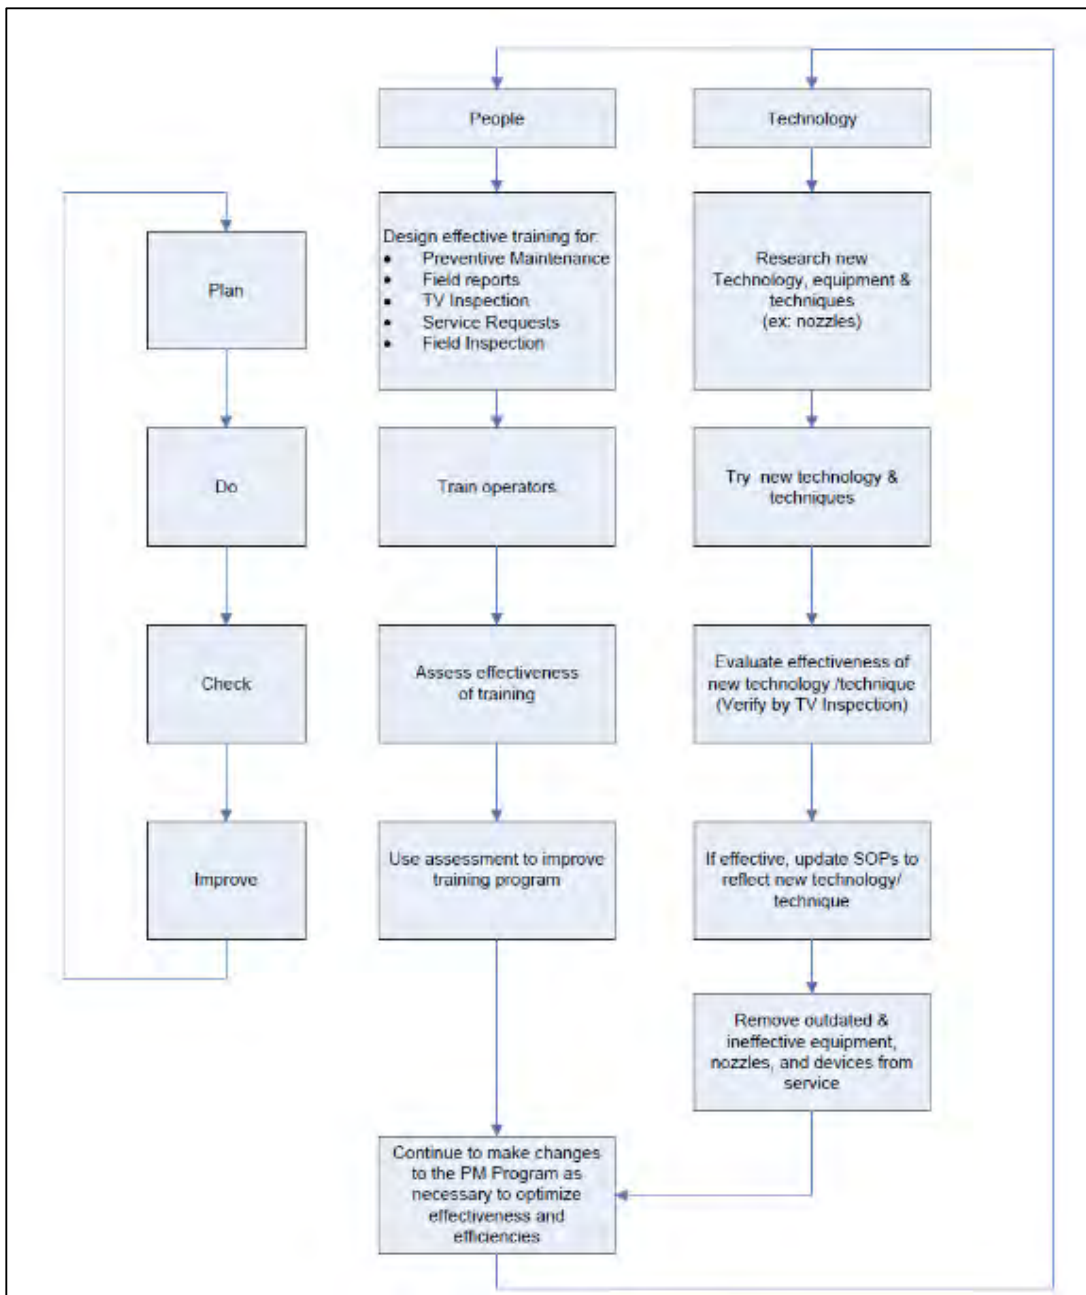 People
Technology
Plan
Design effective training for:
• Preventive Maintenance
• Field reports
• TV Inspection
• Service Requests
• Field Inspection
Research new
Technology, equipment &
techniques
(ex: nozzles)
Do
Train operators
Try new technology &
techniques
Check
Assess effectiveness
of training
Evaluate effectiveness of
new technology /technique
(Verify by TV Inspection)
Improve
Use assessment to improve
training program
If effective, update SOPs to
reflect new technology/
technique
Remove outdated &
ineffective equipment,
nozzles, and devices from
service
Continue to make changes
to the PM Program as
necessary to optimize
effectiveness and
efficiencies